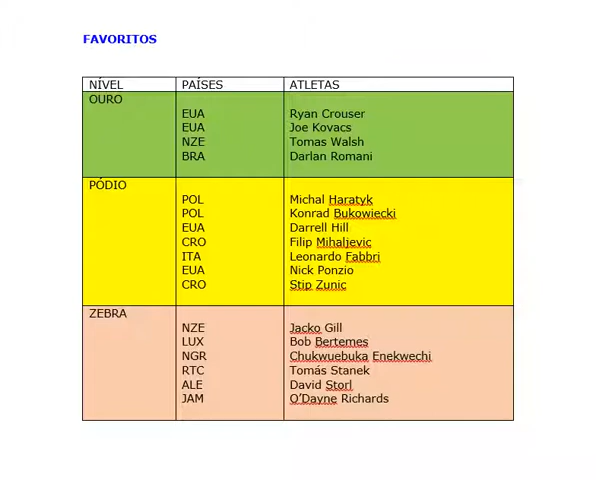 FAVORITOS
NÍVEL PAÍSES ATLETAS
OURO
EUA Ryan Crouser
EUA Joe Kovacs
NZE Tomas Walsh
BRA Darlan Romani
PÓDIO
POL Michal Haratyk
POL Konrad Bukowiecki
EUA Darrell Hill
CRO Filip Mihaljevic
ITA Leonardo Fabbri
EUA Nick Ponzio
CRO Stip Zunic
ZEBRA
NZE Jacko Gill
LUX Bob Bertemes
NGR Chukwuebuka Enekwechi
RTC Tomás Stanek
ALE David Storl
JAM O'Dayne Richards